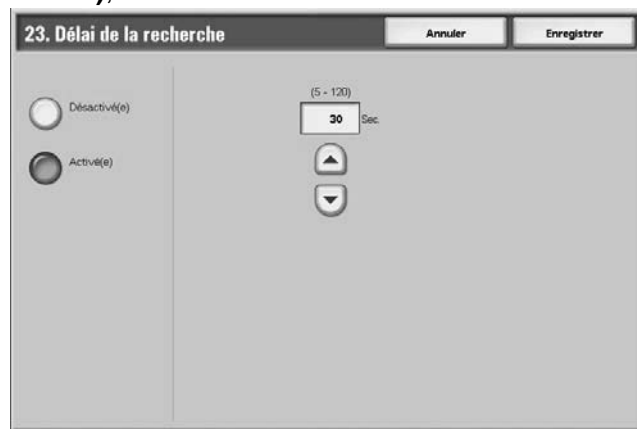 23. Délai de la recherche
Annuler
Enregistrer
Désactivé(e)
Activé(e)
(5 - 120)
30 Sec.